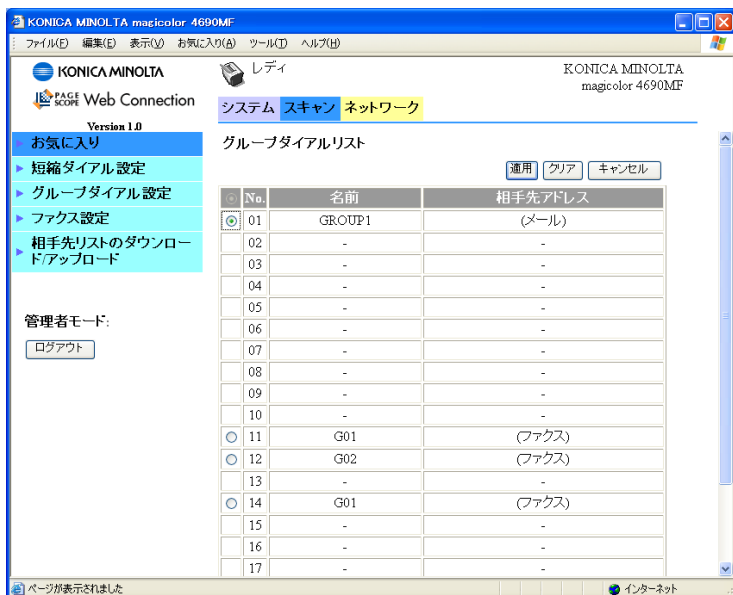 KONICA MINOLTA magicolor 4690MF
ファイル(F) 編集(E) 表示(V) お気に入り(A) ツール(T) ヘルプ(H)
KONICA MINOLTA
レディ
KONICA MINOLTA
magicolor 4690MF
PAGE SCOPE Web Connection
Version 1.0
システム スキャン ネットワーク
お気に入り
短縮ダイアル設定
グループダイアル設定
ファクス設定
相手先リストのダウンロー
ド/アップロード
管理者モード:
ログアウト
グループダイアルリスト
適用 クリア キャンセル
No. 名前 相手先アドレス
01 GROUP1 (メール)
02 - -
03 - -
04 - -
05 - -
06 - -
07 - -
08 - -
09 - -
10 - -
11 G01 (ファクス)
12 G02 (ファクス)
13 - -
14 G01 (ファクス)
15 - -
16 - -
17 - -
ページが表示されました
インターネット